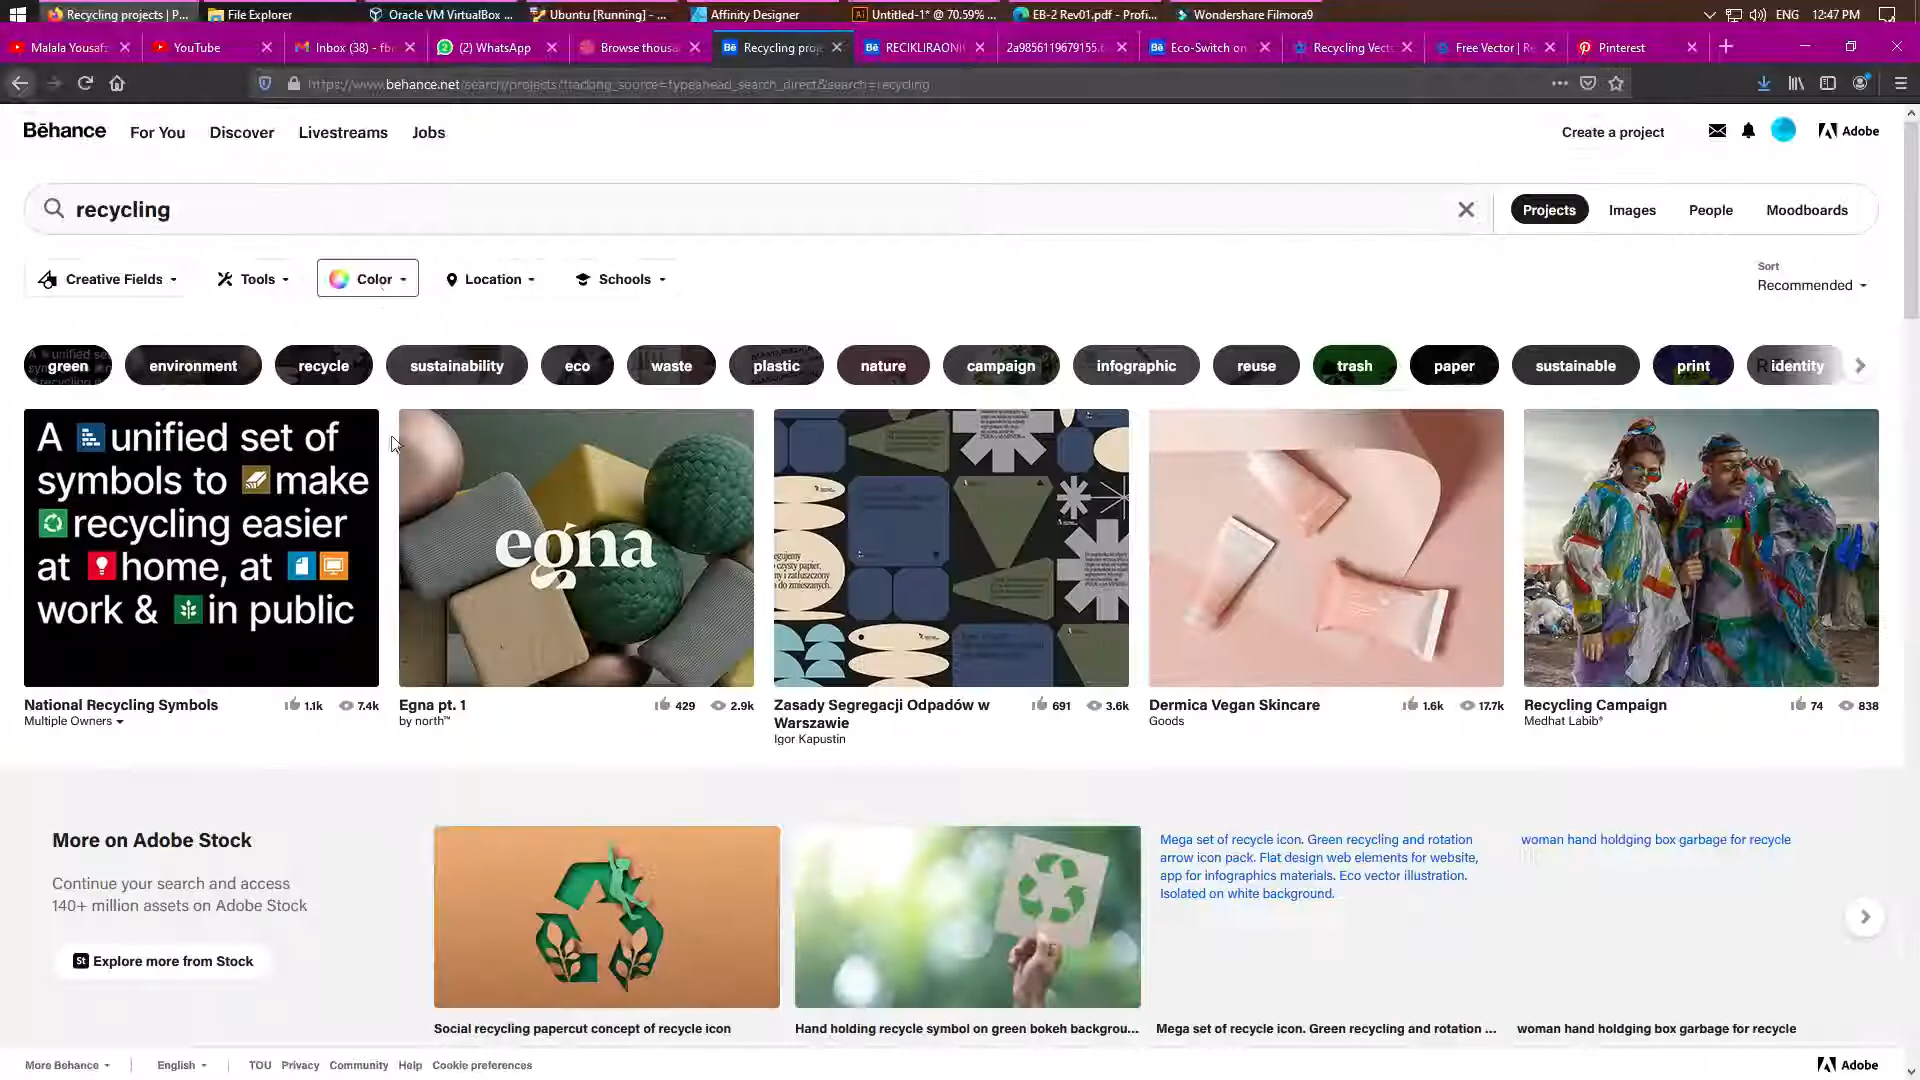 Recycling projects | P...
File Explorer
Oracle VM VirtualBox ...
Ubuntu [Running] - ...
Affinity Designer
Untitled-1* @ 70.59% ...
EB-2 Rev01.pdf - Profi...
Wondershare Filmora9
ENG
12:47 PM
Malala Yousafz
YouTube
Inbox (38) - fb
(2) WhatsApp
Browse thousa
Recycling proj
RECIKLIRAONI
2a9856119679155.
Eco-Switch on
Recycling Vecto
Free Vector | Re
Pinterest
https://www.behance.net/search/projects?tracking_source=typeahead_search_direct&search=recycling
Bēhance
For You
Discover
Livestreams
Jobs
Create a project
Adobe
recycling
Projects
Images
People
Moodboards
Creative Fields
Tools
Color
Location
Schools
Sort
Recommended
green
environment
recycle
sustainability
eco
waste
plastic
nature
campaign
infographic
reuse
trash
paper
sustainable
print
identity
A unified set of
symbols to make
recycling easier
at home, at
work & in public
egna
National Recycling Symbols
1.1k
7.4k
Multiple Owners
Egna pt. 1
429
2.9k
by north™
Zasady Segregacji Odpadów w
Warszawie
691
3.6k
Igor Kapustin
Dermica Vegan Skincare
1.6k
17.7k
Goods
Recycling Campaign
74
838
Medhat Labib®
More on Adobe Stock
Continue your search and access
140+ million assets on Adobe Stock
St Explore more from Stock
Mega set of recycle icon. Green recycling and rotation
arrow icon pack. Flat design web elements for website,
app for infographics materials. Eco vector illustration.
Isolated on white background.
woman hand holdging box garbage for recycle
Social recycling papercut concept of recycle icon
Hand holding recycle symbol on green bokeh backgrou...
Mega set of recycle icon. Green recycling and rotation ...
woman hand holdging box garbage for recycle
More Behance
English
TOU
Privacy
Community
Help
Cookie preferences
Adobe